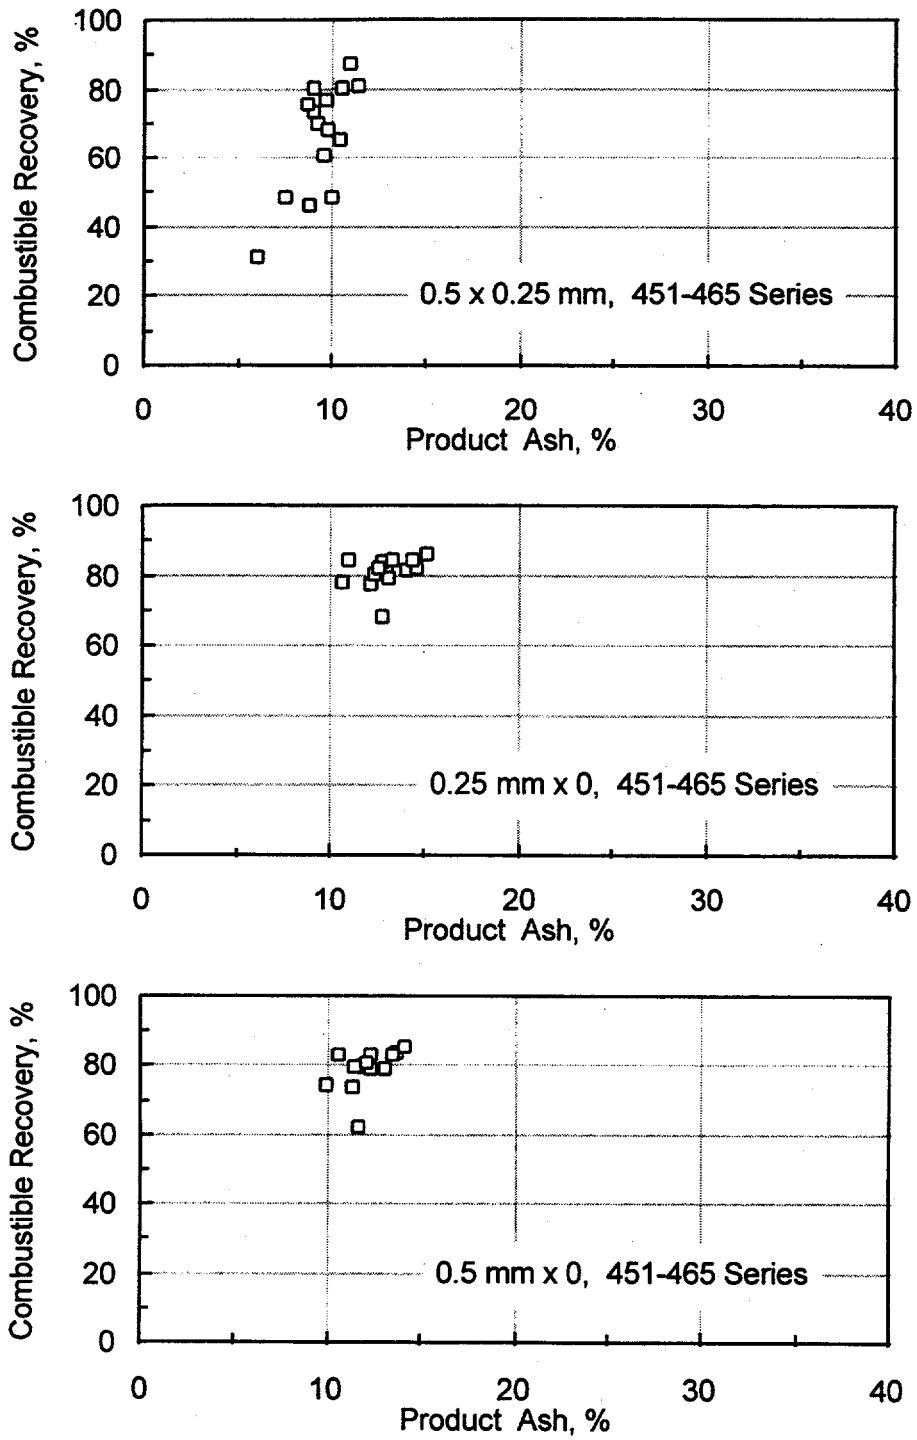 100
80
60
40
20
0
Combustible Recovery, %
0.5 x 0.25 mm, 451-465 Series
0 10 20 30 40
Product Ash, %
100
80
60
40
20
0
Combustible Recovery, %
0.25 mm x 0, 451-465 Series
0 10 20 30 40
Product Ash, %
100
80
60
40
20
0
Combustible Recovery, %
0.5 mm x 0, 451-465 Series
0 10 20 30 40
Product Ash, %